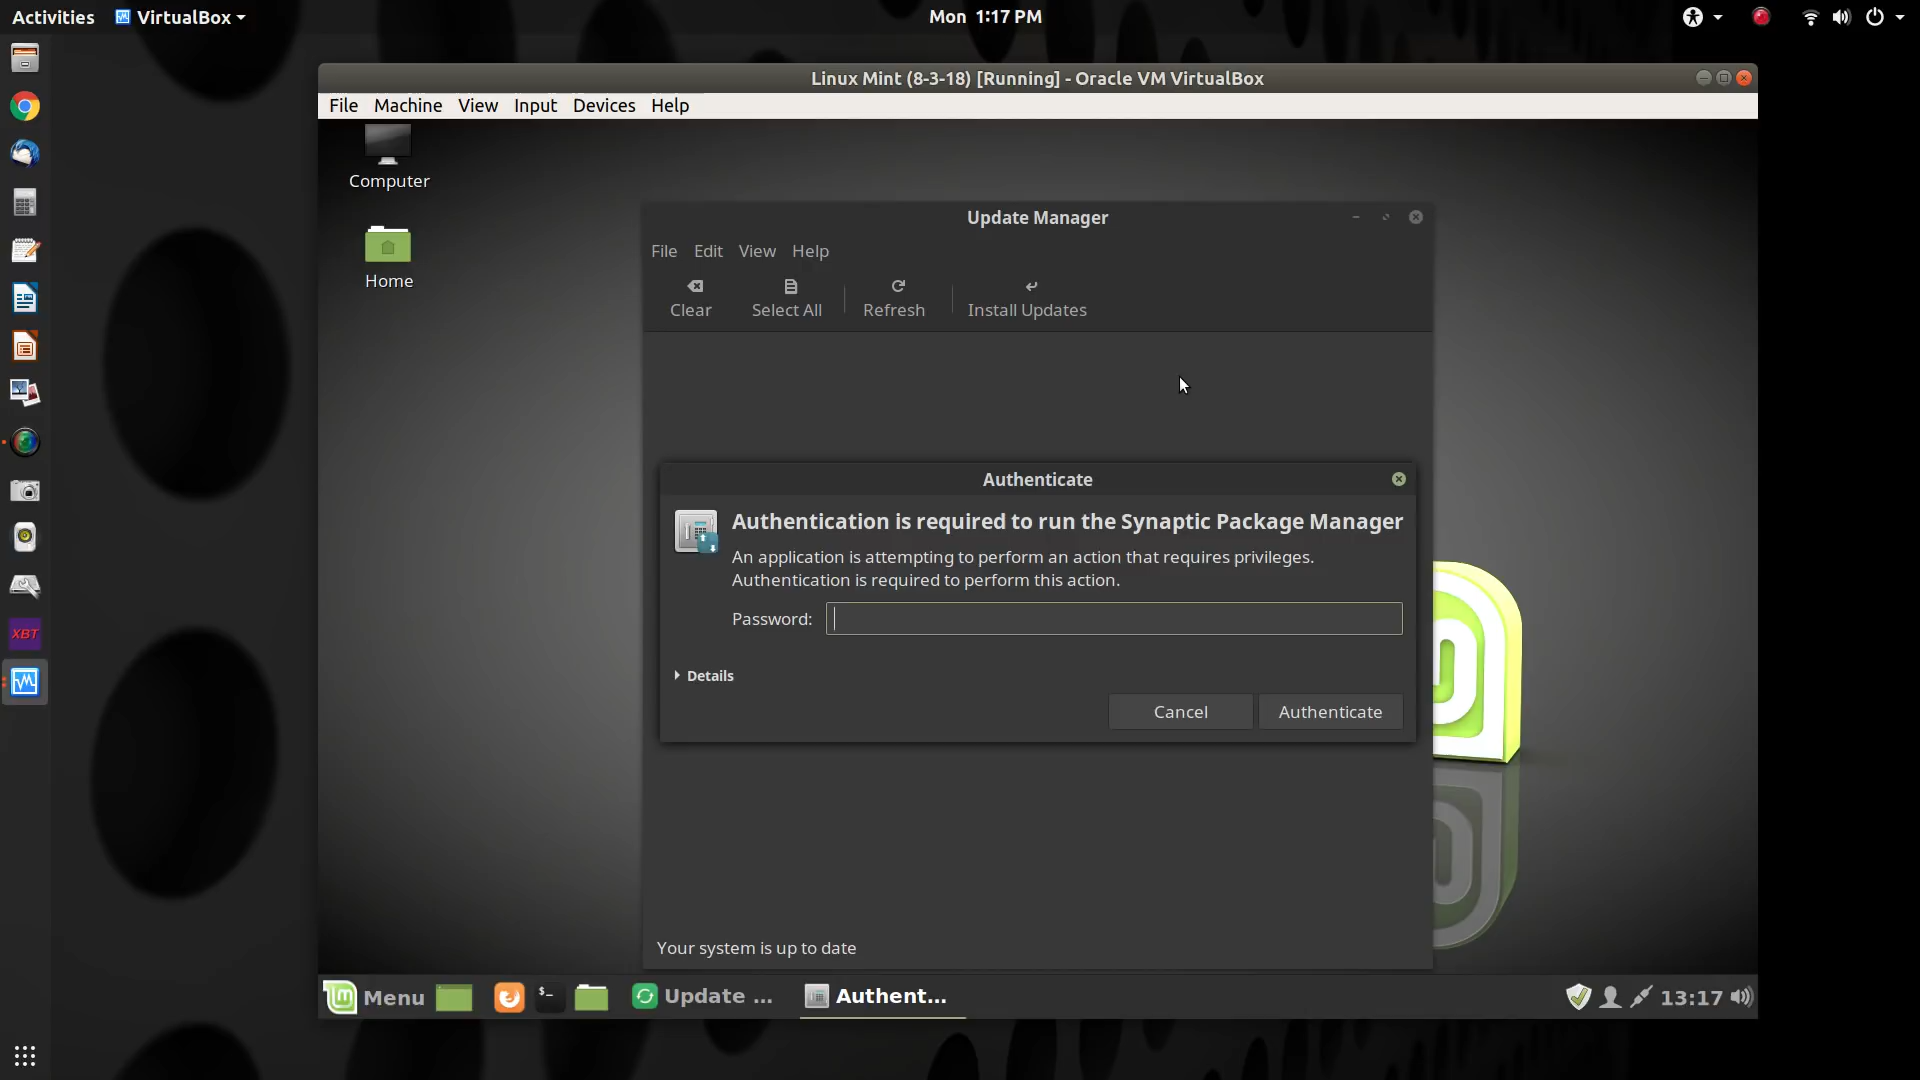 Activities VirtualBox Mon 1:17 PM
Linux Mint (8-3-18) [Running] - Oracle VM VirtualBox
File Machine View Input Devices Help
Computer
Home
Update Manager
File Edit View Help
Clear Select All Refresh Install Updates
Authenticate
Authentication is required to run the Synaptic Package Manager
An application is attempting to perform an action that requires privileges.
Authentication is required to perform this action.
Password:
Details
Cancel Authenticate
XBT
Your system is up to date
Menu $_ Update ... Authent... 13:17